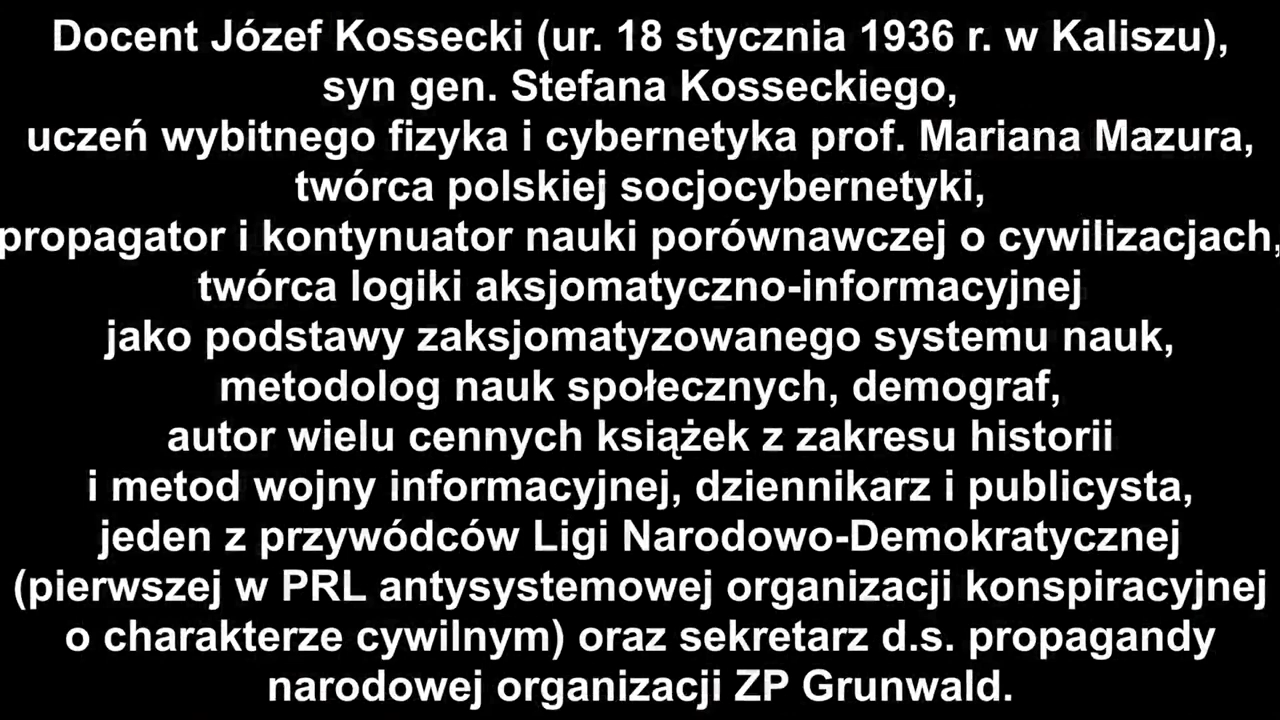 Docent Józef Kossecki (ur. 18 stycznia 1936 r. w Kaliszu),
syn gen. Stefana Kosseckiego,
uczeń wybitnego fizyka i cybernetyka prof. Mariana Mazura,
twórca polskiej socjocybernetyki,
propagator i kontynuator nauki porównawczej o cywilizacjach,
twórca logiki aksjomatyczno-informacyjnej
jako podstawy zaksjomatyzowanego systemu nauk,
metodolog nauk społecznych, demograf,
autor wielu cennych książek z zakresu historii
i metod wojny informacyjnej, dziennikarz i publicysta,
jeden z przywódców Ligi Narodowo-Demokratycznej
(pierwszej w PRL antysystemowej organizacji konspiracyjnej
o charakterze cywilnym) oraz sekretarz d.s. propagandy
narodowej organizacji ZP Grunwald.